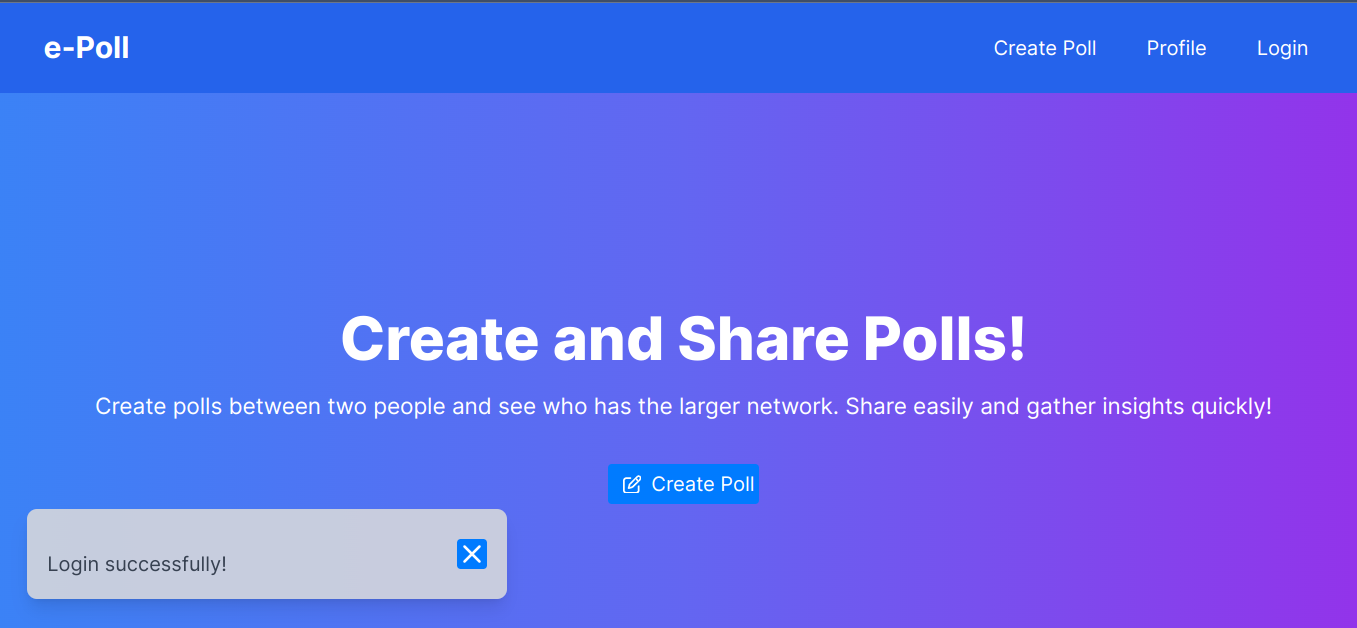 e-Poll
Create Poll
Profile
Login
Create and Share Polls!
Create polls between two people and see who has the larger network. Share easily and gather insights quickly!
Create Poll
Login successfully!